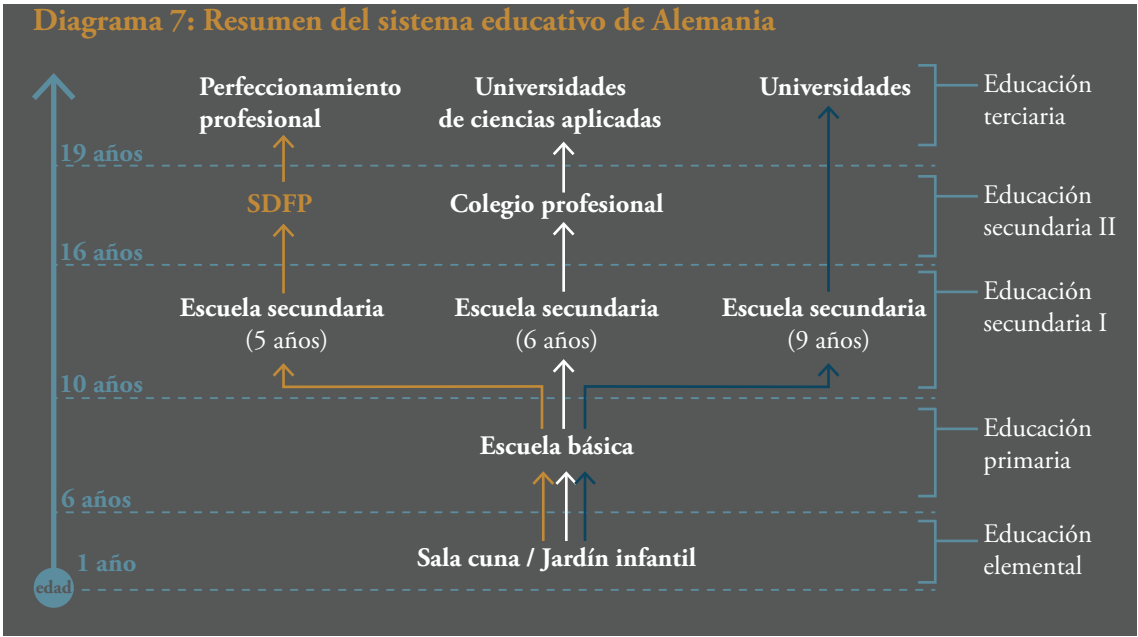 Diagrama 7: Resumen del sistema educativo de Alemania
Perfeccionamiento
profesional
Universidades
de ciencias aplicadas
Universidades
Educación
terciaria
19 años
SDFP
Colegio profesional
Educación
secundaria II
16 años
Escuela secundaria
(5 años)
Escuela secundaria
(6 años)
Escuela secundaria
(9 años)
Educación
secundaria I
10 años
Escuela básica
Educación
primaria
6 años
Sala cuna / Jardín infantil
Educación
elemental
1 año
edad